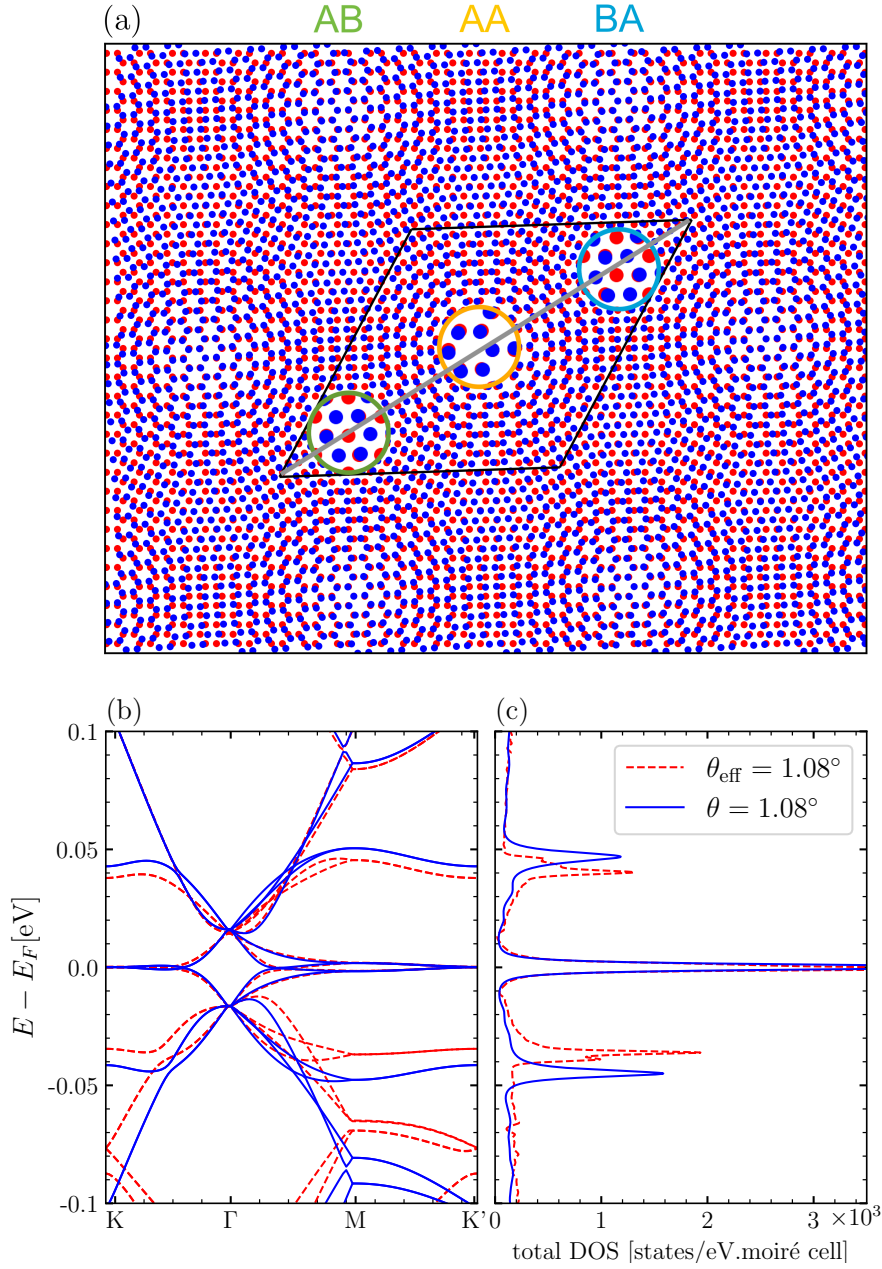 (a) AB AA BA
(b) (c)
0.1
0.05
0.0
-0.05
-0.1
E − E_F[eV]
θ_eff = 1.08°
θ = 1.08°
K Γ M K'
0 1 2 3 ×10³
total DOS [states/eV.moiré cell]